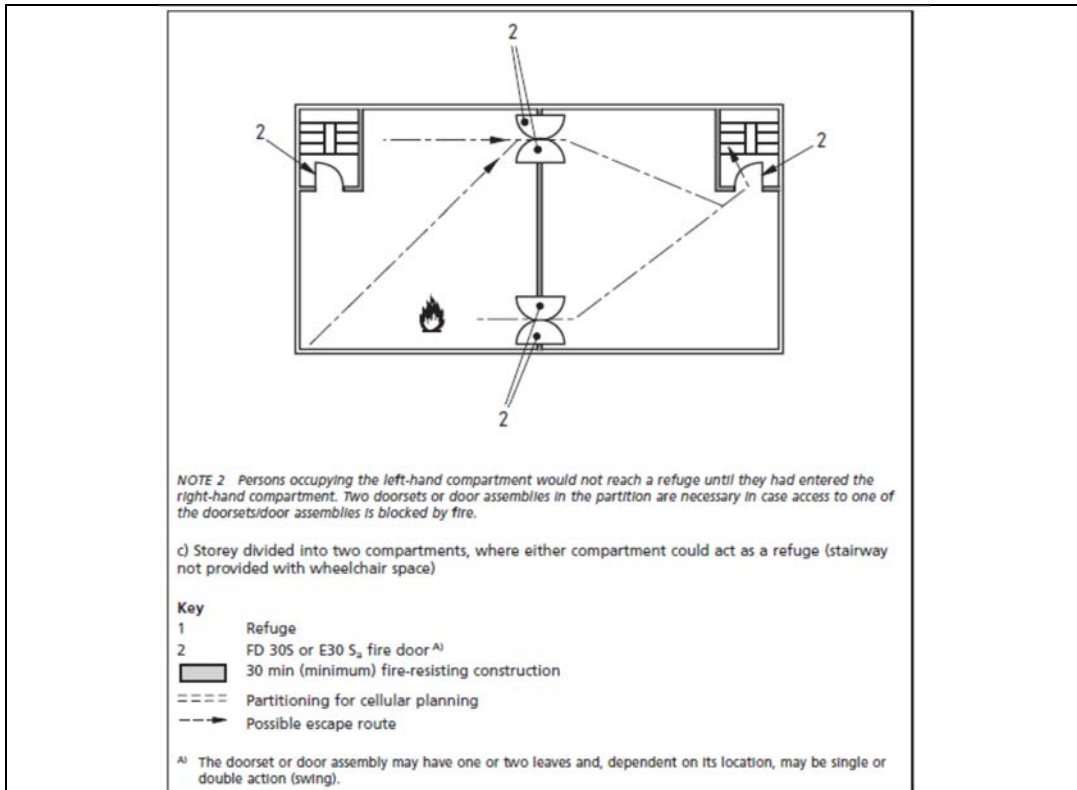 2
2
2
2
NOTE 2 Persons occupying the left-hand compartment would not reach a refuge until they had entered the
right-hand compartment. Two doorsets or door assemblies in the partition are necessary in case access to one of
the doorsets/door assemblies is blocked by fire.
c) Storey divided into two compartments, where either compartment could act as a refuge (stairway
not provided with wheelchair space)
Key
1 Refuge
2 FD 30S or E30 Sa fire door A)
30 min (minimum) fire-resisting construction
Partitioning for cellular planning
Possible escape route
A) The doorset or door assembly may have one or two leaves and, dependent on its location, may be single or
double action (swing).